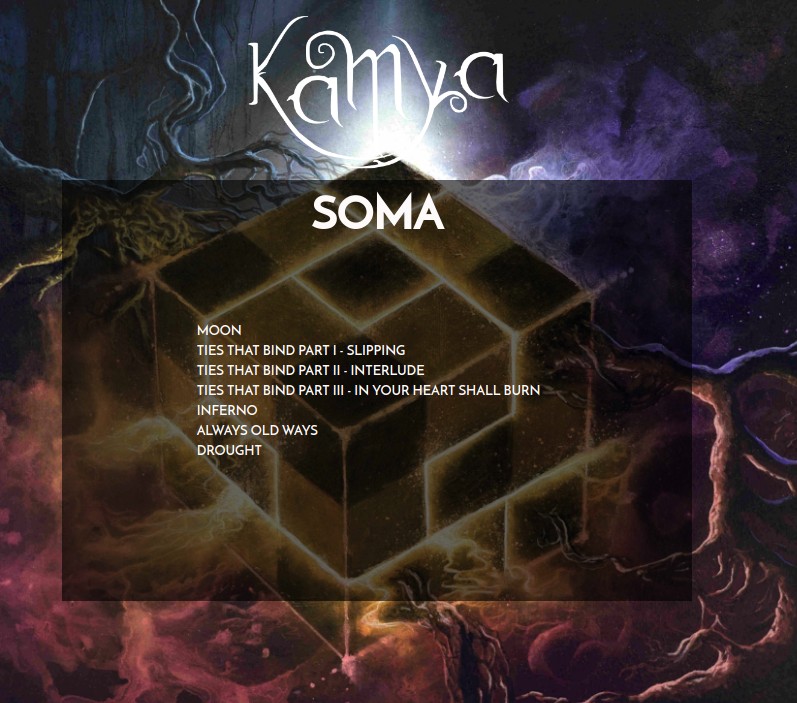 Kamya
SOMA
MOON
TIES THAT BIND PART I - SLIPPING
TIES THAT BIND PART II - INTERLUDE
TIES THAT BIND PART III - IN YOUR HEART SHALL BURN
INFERNO
ALWAYS OLD WAYS
DROUGHT